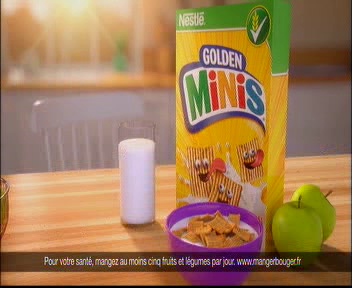 Nestlé
GOLDEN
MiNiS
Pour votre santé, mangez au moins cinq fruits et légumes par jour. www.mangerbouger.fr